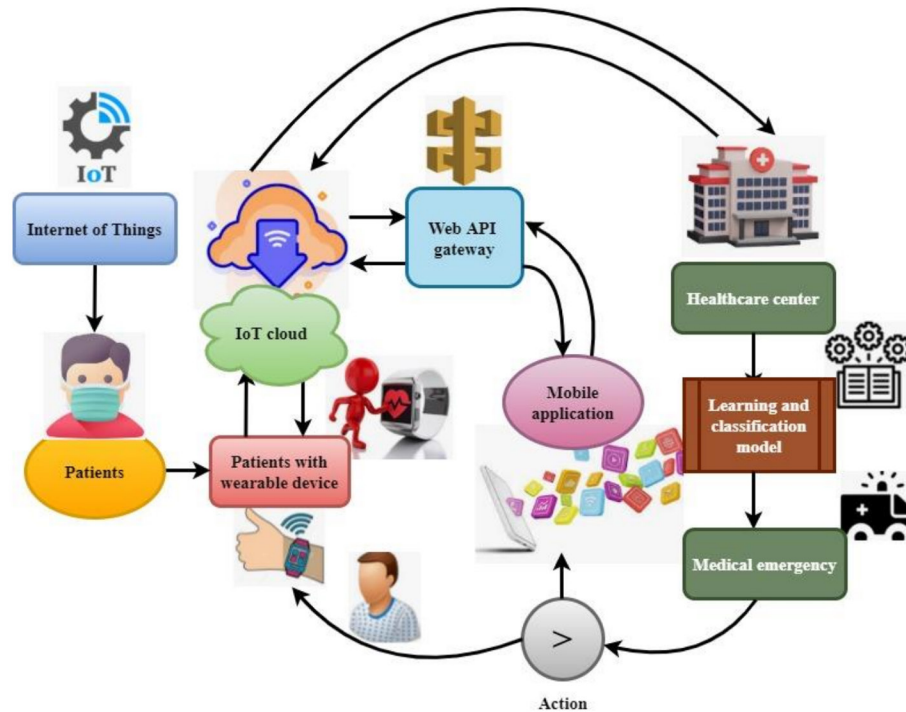 IoT
Internet of Things
Web API
gateway
Healthcare center
IoT cloud
Mobile
application
Learning and
classification
model
Patients
Patients with
wearable device
Medical emergency
>
Action